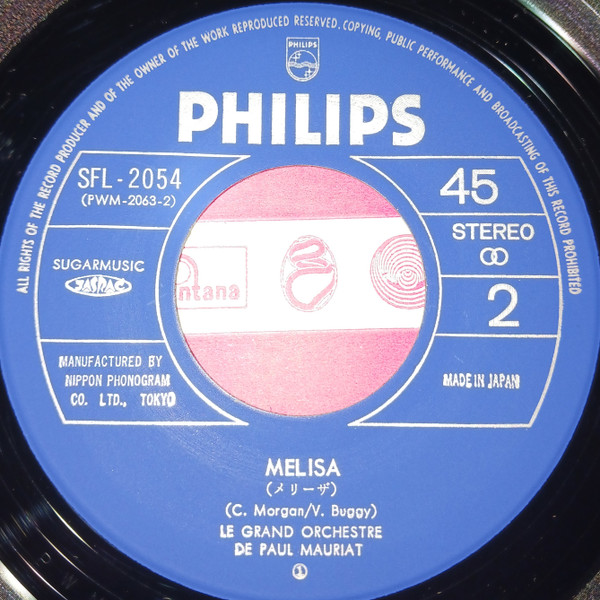 ALL RIGHTS OF THE RECORD PRODUCER AND OF THE OWNER OF THE WORK REPRODUCED RESERVED. COPYING, PUBLIC PERFORMANCE AND BROADCASTING OF THIS RECORD PROHIBITED
PHILIPS
PHILIPS
SFL-2054
(PWM-2063-2)
45
STEREO
SUGARMUSIC
JASRAC
2
ntana
MANUFACTURED BY
NIPPON PHONOGRAM
CO. LTD., TOKYO
MADE IN JAPAN
MELISA
(メリーザ)
(C. Morgan/V. Buggy)
LE GRAND ORCHESTRE
DE PAUL MAURIAT
1